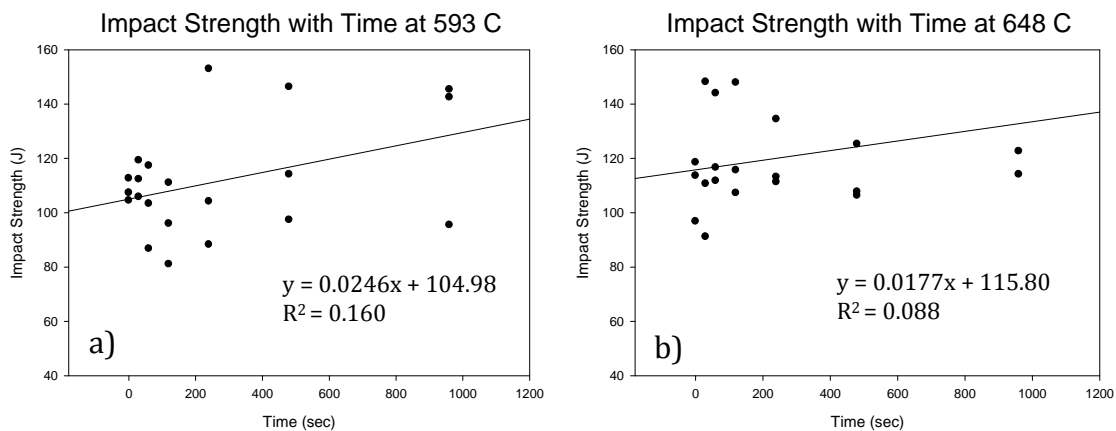 Impact Strength with Time at 593 C
160
140
120
100
80
60
40
Impact Strength (J)
y = 0.0246x + 104.98
R² = 0.160
a)
0 200 400 600 800 1000 1200
Time (sec)
Impact Strength with Time at 648 C
160
140
120
100
80
60
40
Impact Strength (J)
y = 0.0177x + 115.80
R² = 0.088
b)
0 200 400 600 800 1000 1200
Time (sec)